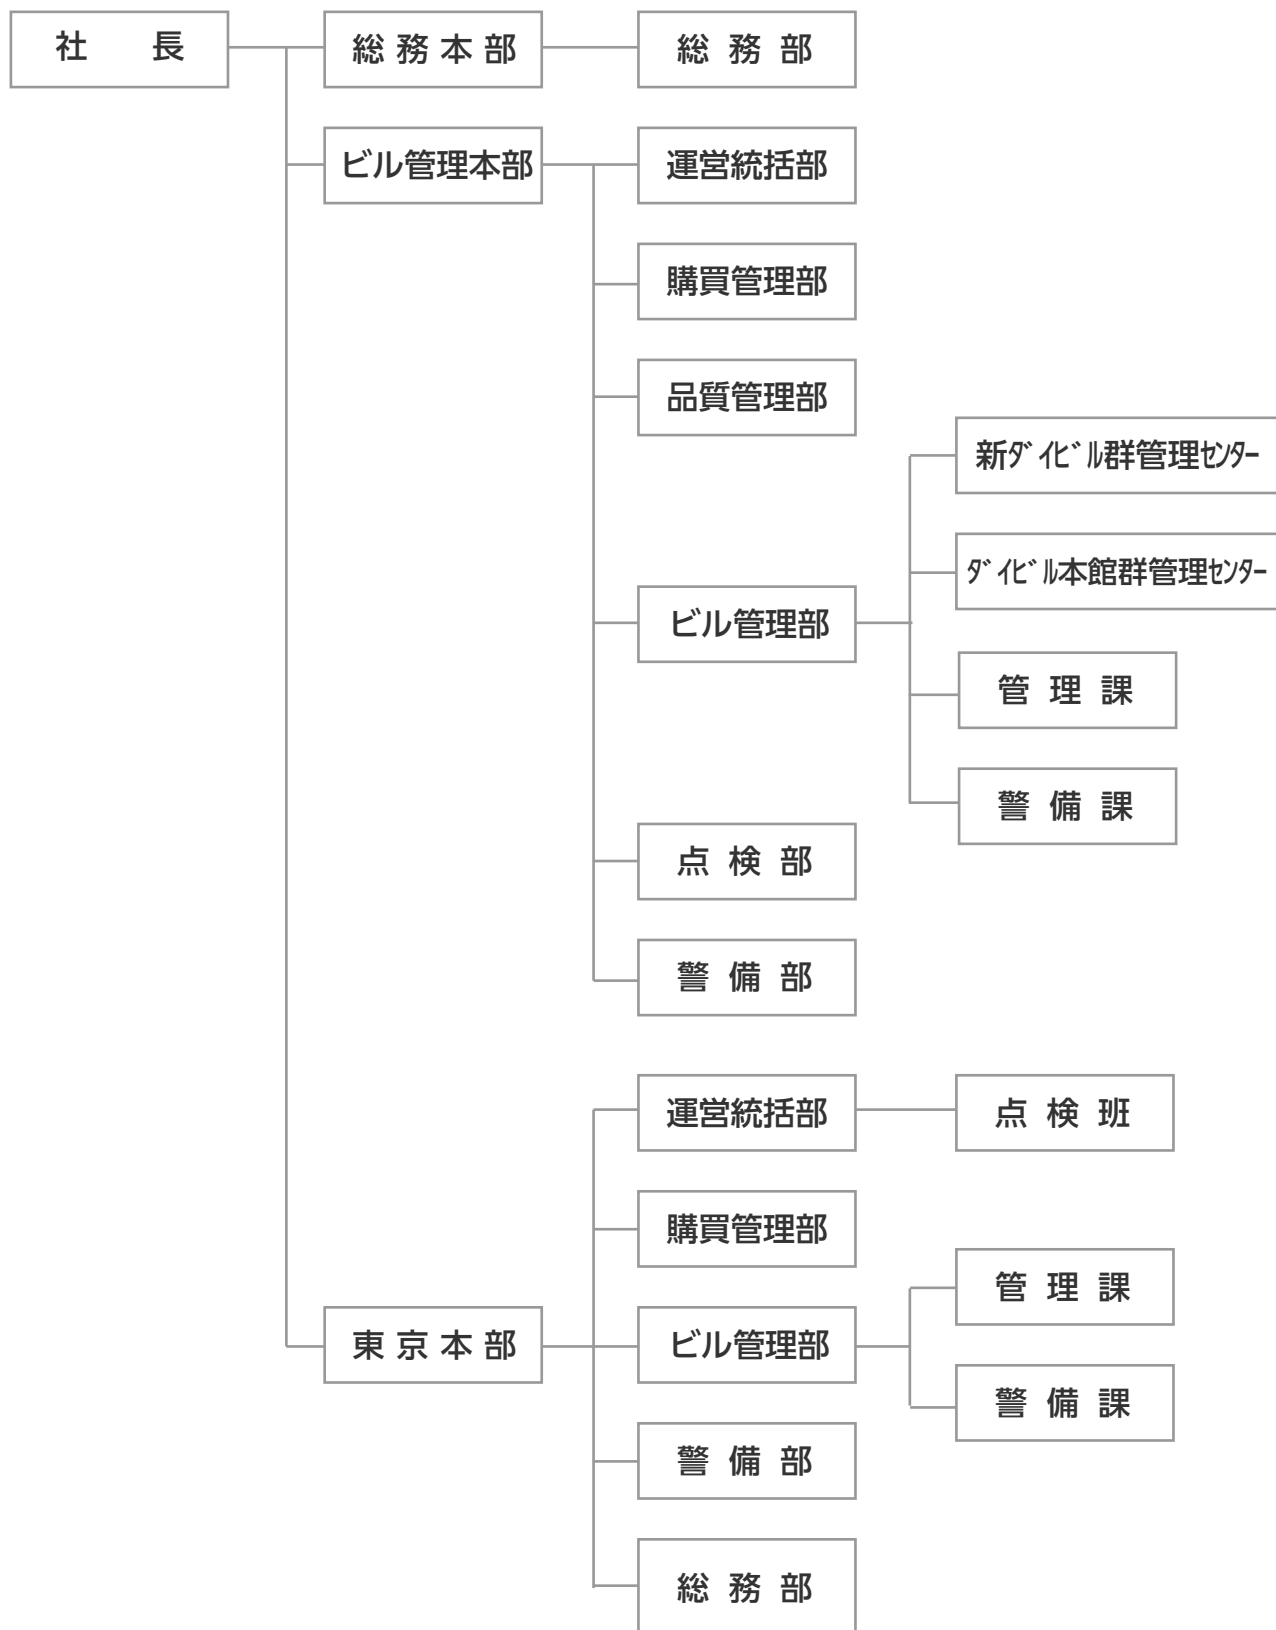 社　長
総務本部
総務部
ビル管理本部
運営統括部
購買管理部
品質管理部
ビル管理部
新ﾀﾞｲﾋﾞﾙ群管理ｾﾝﾀｰ
ﾀﾞｲﾋﾞﾙ本館群管理ｾﾝﾀｰ
管理課
警備課
点検部
警備部
東京本部
運営統括部
点検班
購買管理部
ビル管理部
管理課
警備課
警備部
総務部